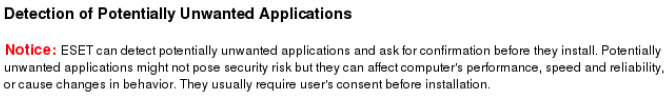 Detection of Potentially Unwanted Applications
Notice: ESET can detect potentially unwanted applications and ask for confirmation before they install. Potentially
unwanted applications might not pose security risk but they can affect computer's performance, speed and reliability,
or cause changes in behavior. They usually require user's consent before installation.